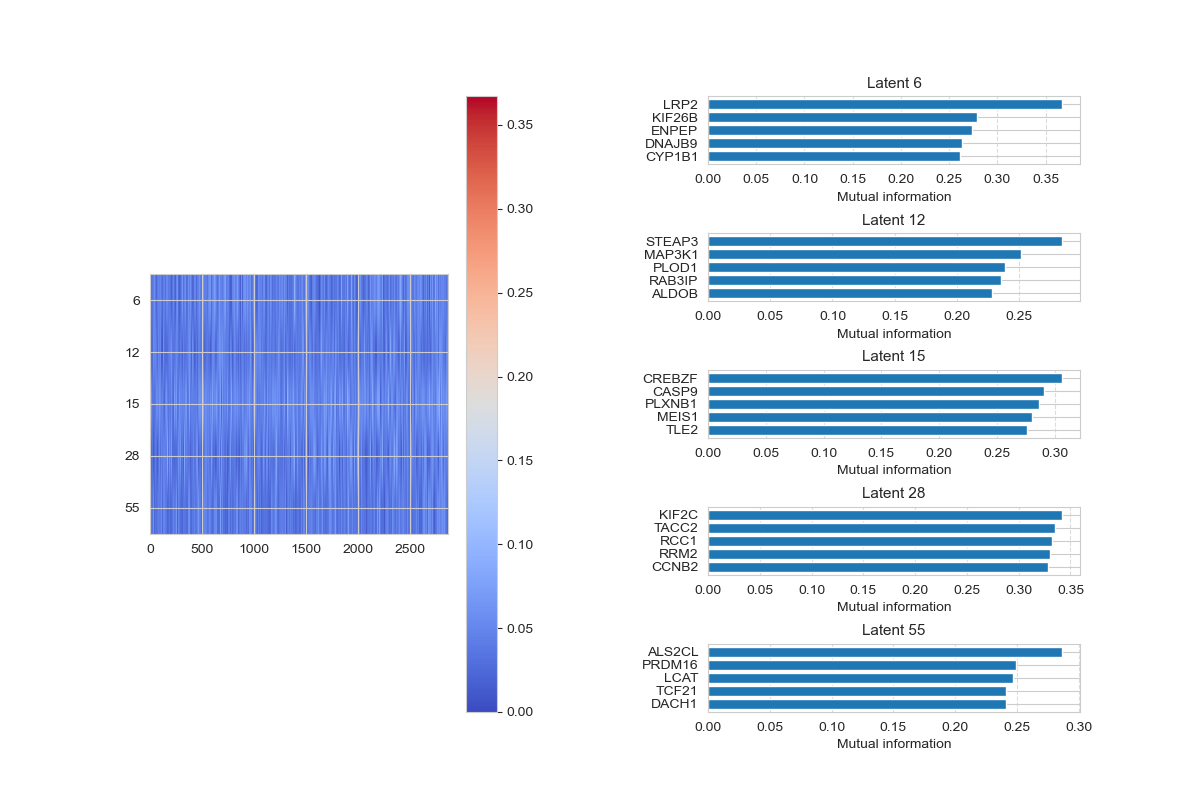 0.35
0.30
0.25
0.20
0.15
0.10
0.05
0.00
6
12
15
28
55
0 500 1000 1500 2000 2500
Latent 6
LRP2
KIF26B
ENPEP
DNAJB9
CYP1B1
0.00 0.05 0.10 0.15 0.20 0.25 0.30 0.35
Mutual information
Latent 12
STEAP3
MAP3K1
PLOD1
RAB3IP
ALDOB
0.00 0.05 0.10 0.15 0.20 0.25
Mutual information
Latent 15
CREBZF
CASP9
PLXNB1
MEIS1
TLE2
0.00 0.05 0.10 0.15 0.20 0.25 0.30
Mutual information
Latent 28
KIF2C
TACC2
RCC1
RRM2
CCNB2
0.00 0.05 0.10 0.15 0.20 0.25 0.30 0.35
Mutual information
Latent 55
ALS2CL
PRDM16
LCAT
TCF21
DACH1
0.00 0.05 0.10 0.15 0.20 0.25 0.30
Mutual information